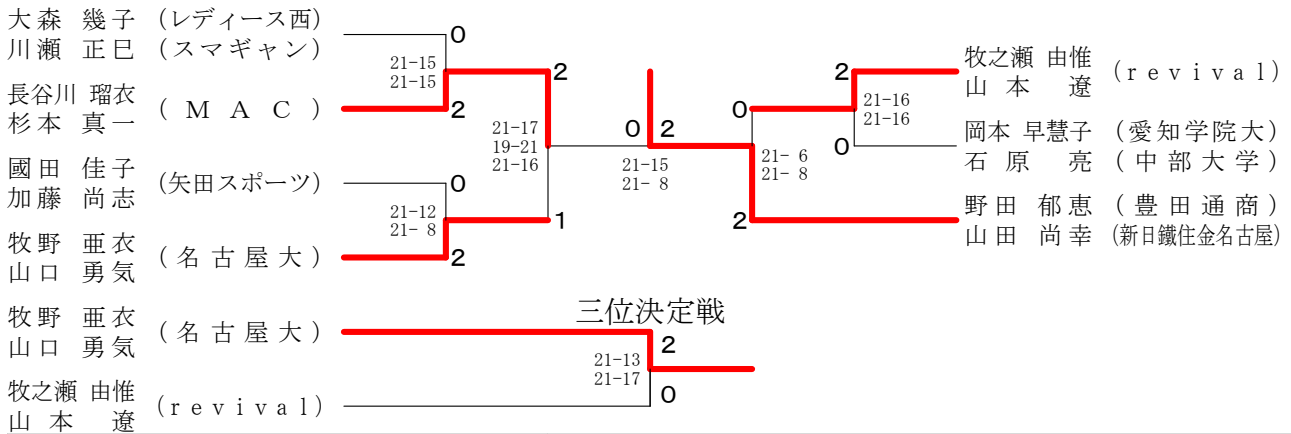 大森 幾子 (レディース西)
川瀬 正巳 (スマギャン)
0
21-15
21-15
長谷川 瑠衣
杉本 真一
(MAC)
2
2
21-17
19-21
21-16
國田 佳子
加藤 尚志
(矢田スポーツ)
0
21-12
21- 8
1
牧野 亜衣
山口 勇気
(名古屋大)
2
0 2
21-15
21- 8
牧之瀬 由惟
山本 遼
(revival)
2
21-16
21-16
0
岡本 早慧子 (愛知学院大)
石原 亮 (中部大学)
0
21- 6
21- 8
2
野田 郁恵 (豊田通商)
山田 尚幸 (新日鐵住金名古屋)
三位決定戦
牧野 亜衣
山口 勇気
(名古屋大)
2
21-13
21-17
0
牧之瀬 由惟
山本 遼
(revival)